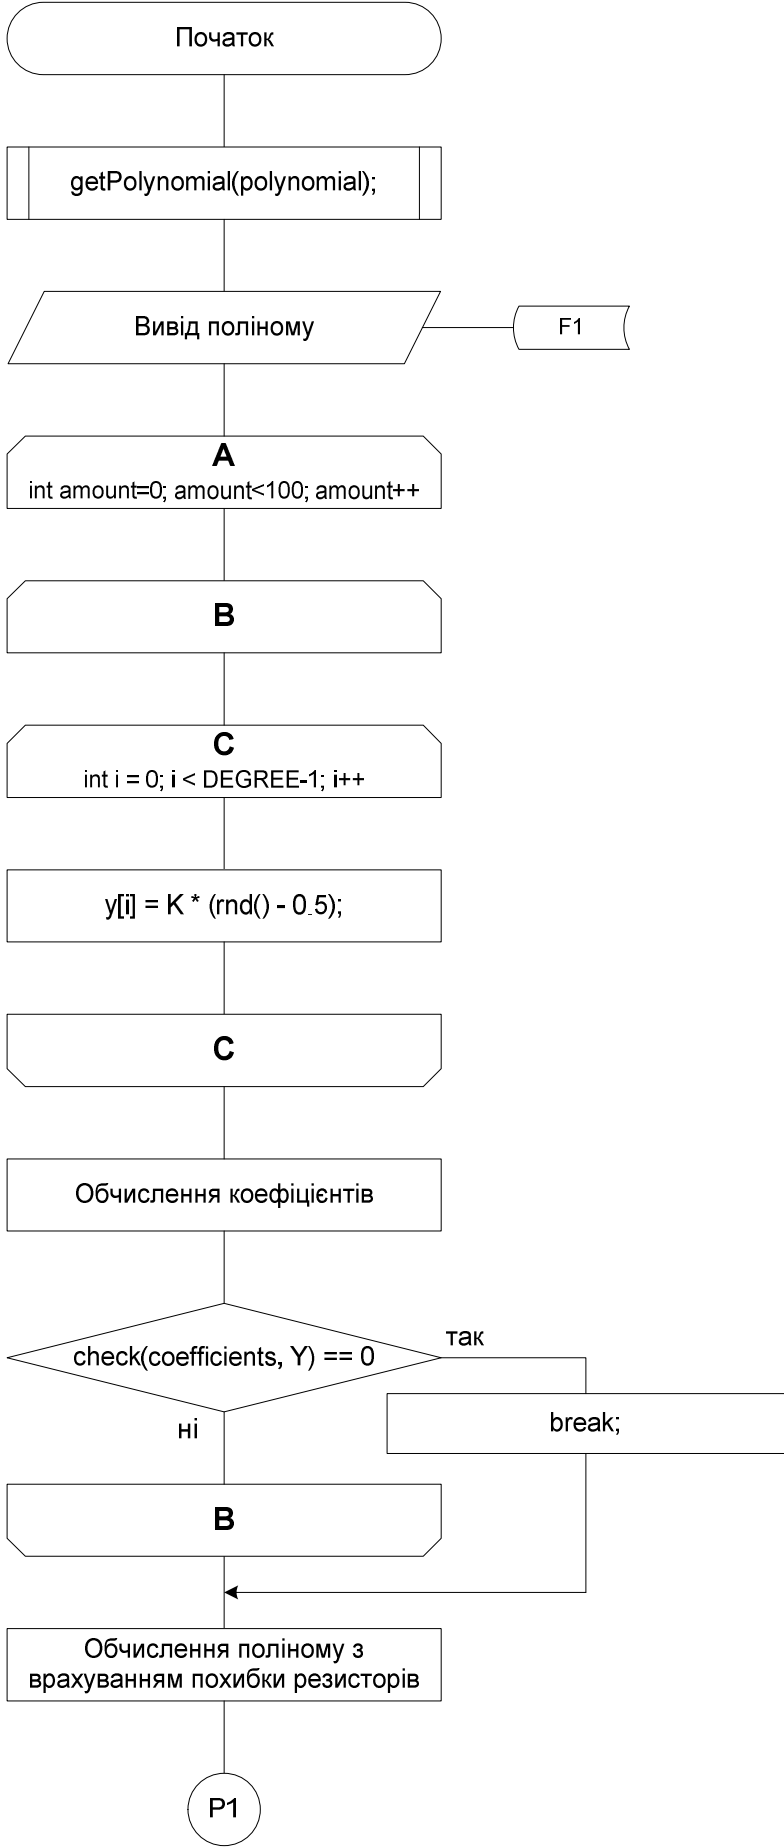 Початок
getPolynomial(polynomial);
Вивід поліному
F1
A
int amount=0; amount<100; amount++
B
C
int i = 0; i < DEGREE-1; i++
y[i] = K * (rnd() - 0.5);
C
Обчислення коефіцієнтів
check(coefficients, Y) == 0
так
break;
ні
B
Обчислення поліному з
врахуванням похибки резисторів
P1